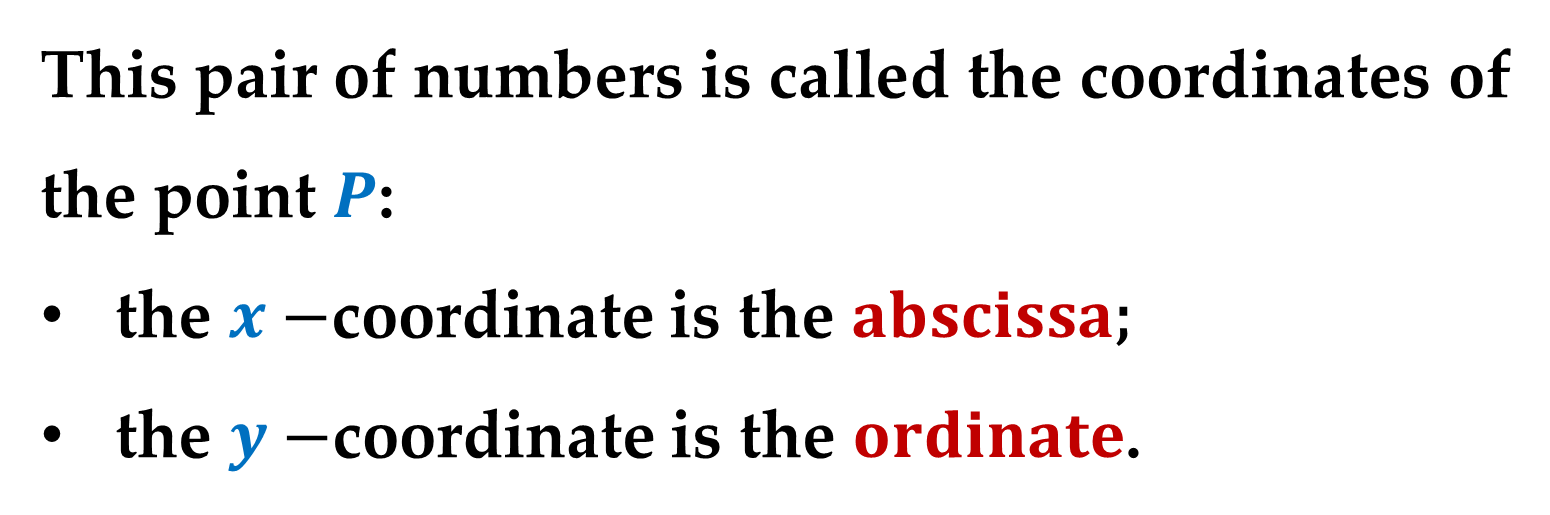 This pair of numbers is called the coordinates of
the point P:
• the x −coordinate is the abscissa;
• the y −coordinate is the ordinate.